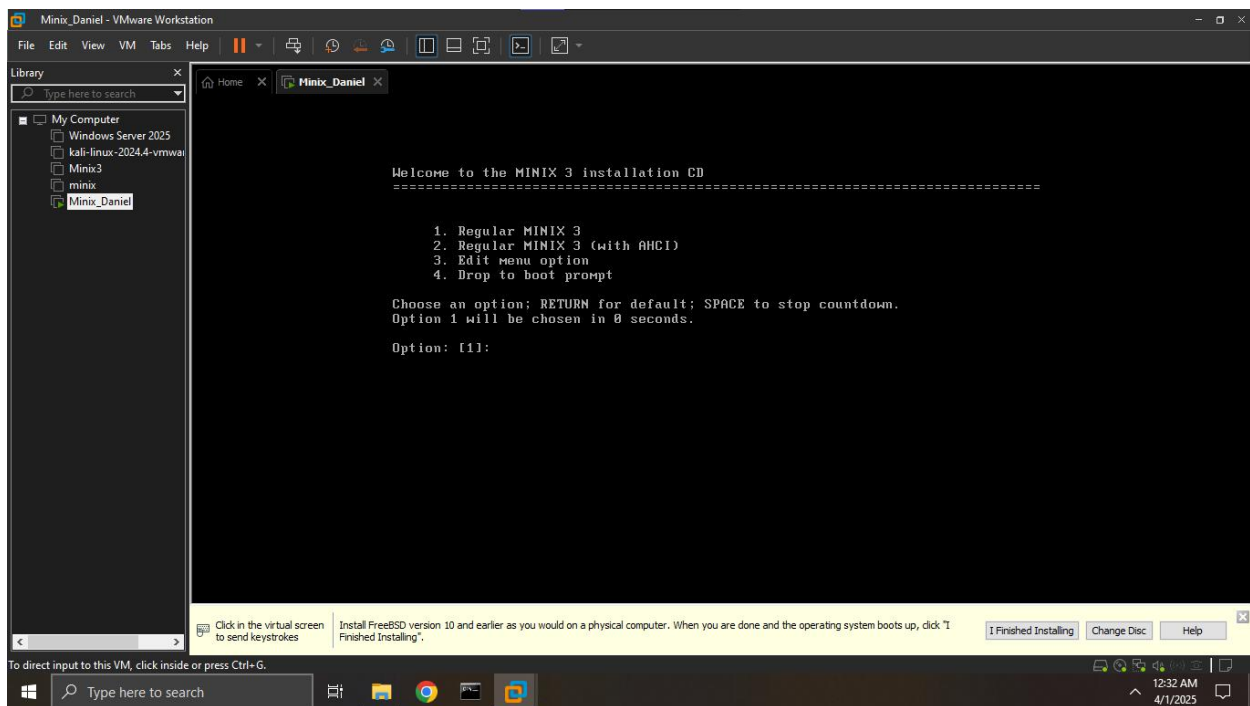 Minix_Daniel - VMware Workstation
File Edit View VM Tabs Help
Library
Type here to search
My Computer
Windows Server 2025
kali-linux-2024.4-vmwar
Minix3
minix
Minix_Daniel
Home
Minix_Daniel
Welcome to the MINIX 3 installation CD
================================================================================
1. Regular MINIX 3
2. Regular MINIX 3 (with AHCI)
3. Edit menu option
4. Drop to boot prompt
Choose an option; RETURN for default; SPACE to stop countdown.
Option 1 will be chosen in 0 seconds.
Option: [1]:
Click in the virtual screen
to send keystrokes
Install FreeBSD version 10 and earlier as you would on a physical computer. When you are done and the operating system boots up, click "I
Finished Installing".
I Finished Installing
Change Disc
Help
To direct input to this VM, click inside or press Ctrl+G.
Type here to search
12:32 AM
4/1/2025